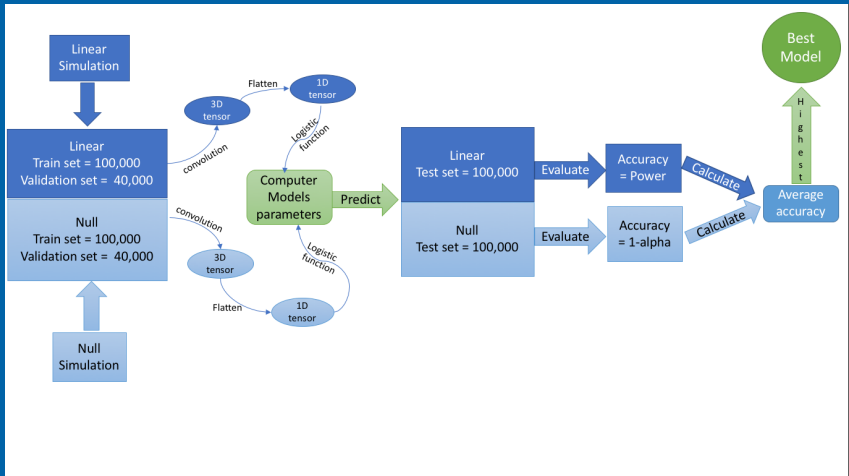 Linear
Simulation
Linear
Train set = 100,000
Validation set = 40,000
Null
Train set = 100,000
Validation set = 40,000
Null
Simulation
convolution
3D
tensor
Flatten
1D
tensor
Logistic
function
convolution
3D
tensor
Flatten
1D
tensor
Logistic
function
Computer
Models
parameters
Predict
Linear
Test set = 100,000
Null
Test set = 100,000
Evaluate
Evaluate
Accuracy
= Power
Accuracy
= 1-alpha
Calculate
Calculate
Average
accuracy
Highest
Best
Model